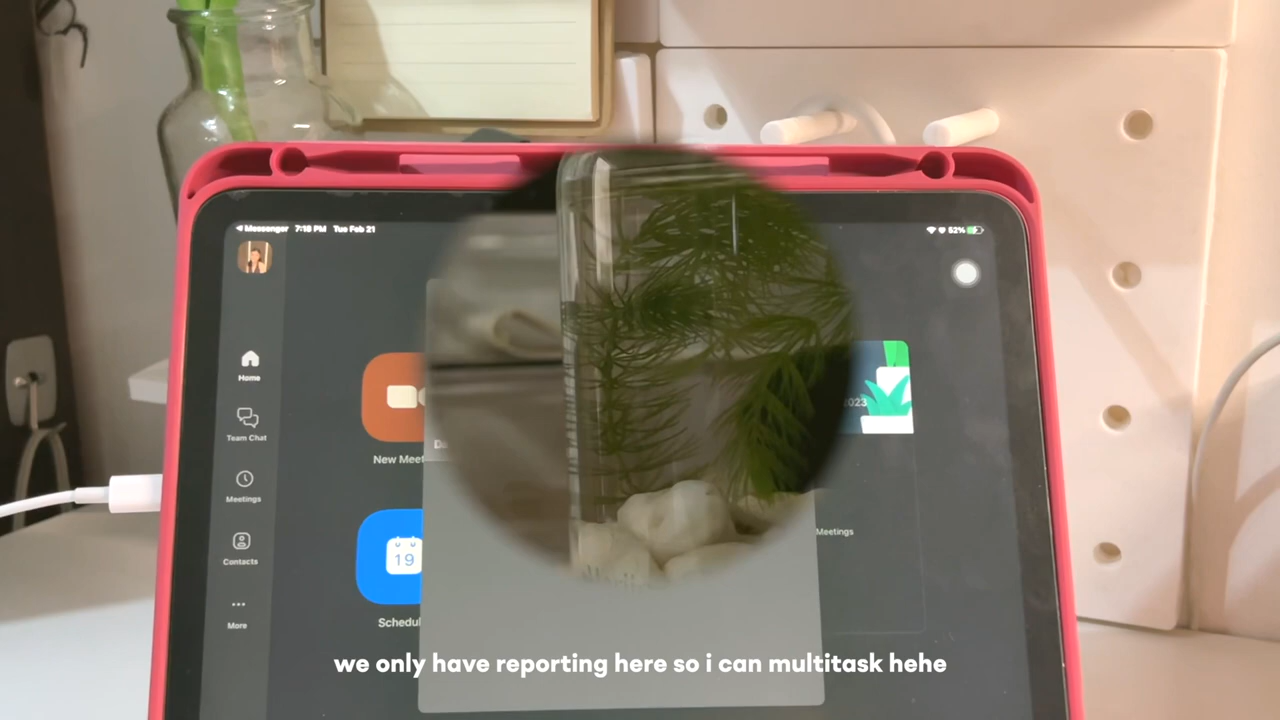 ◀ Messenger 7:18 PM Tue Feb 21
52%
Home
Team Chat
Meetings
Contacts
More
New Meet
19
Schedul
2023
Meetings
we only have reporting here so i can multitask hehe